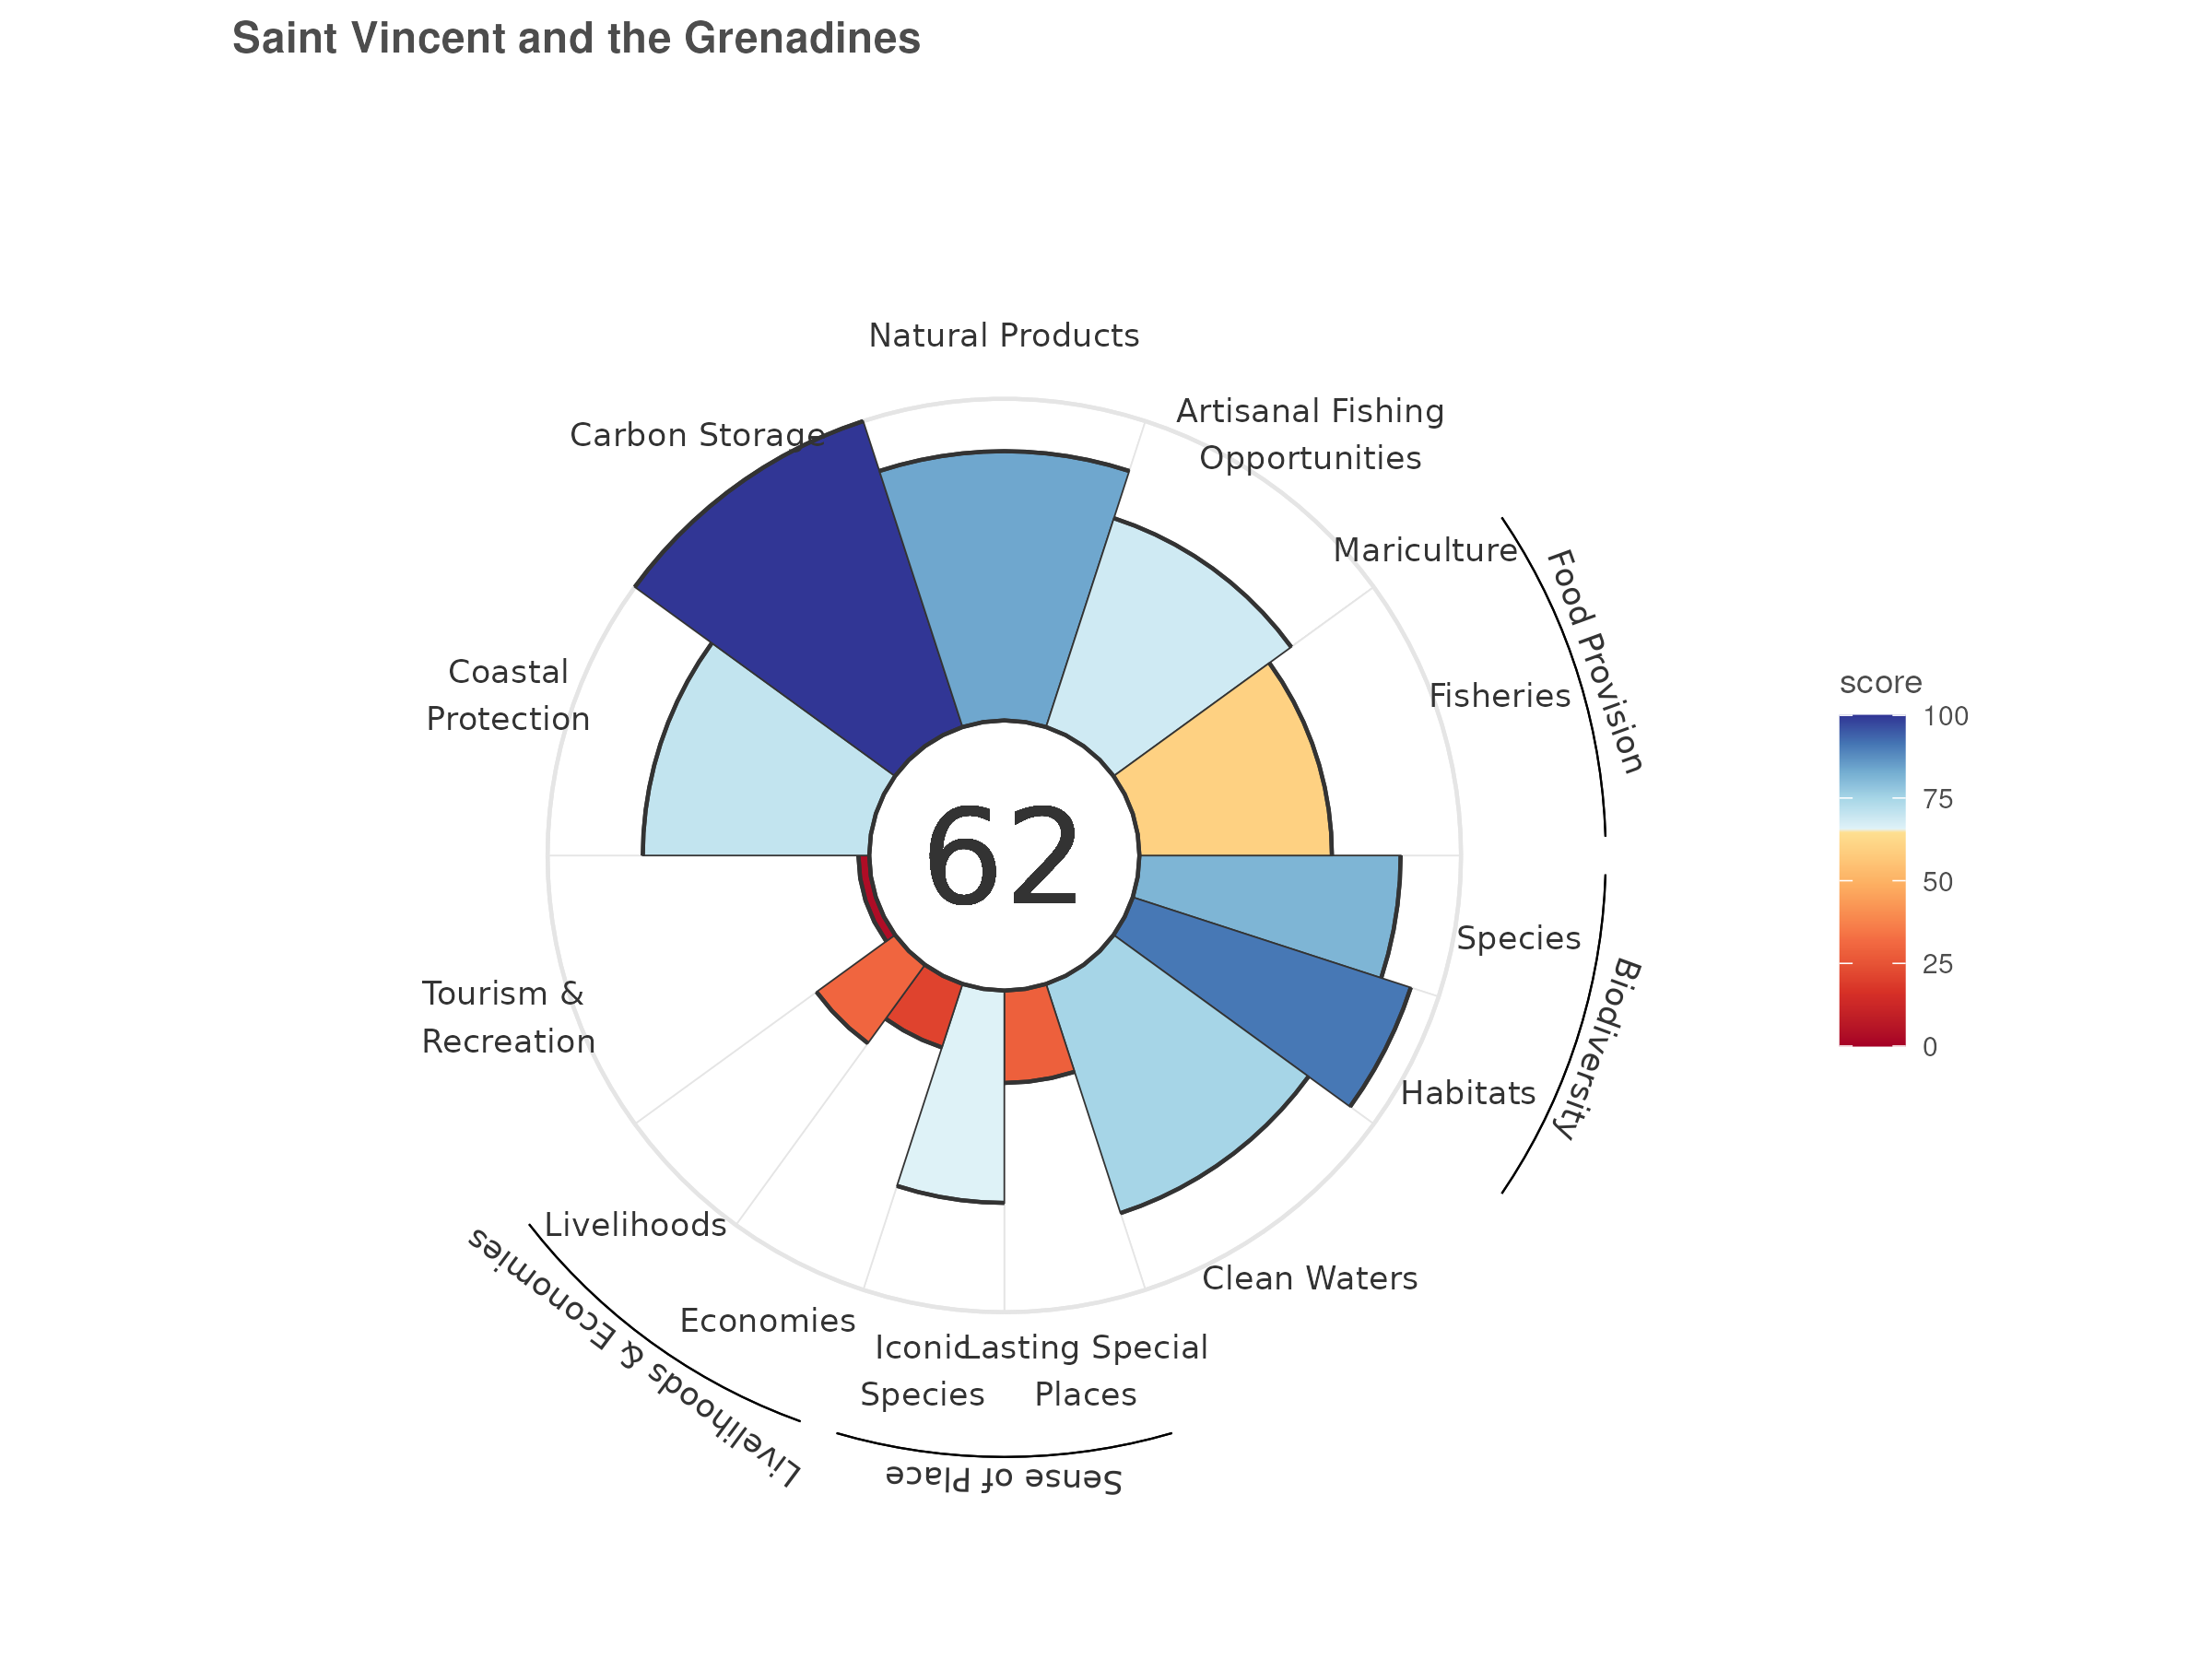 Saint Vincent and the Grenadines
Natural Products
Artisanal Fishing
Opportunities
Carbon Storage
Mariculture
Food Provision
Fisheries
Coastal
Protection
62
score
100
75
50
25
0
Species
Biodiversity
Habitats
Tourism &
Recreation
Livelihoods
Clean Waters
Economies
Livelihoods & Economies
Iconic
Species
Lasting Special
Places
Sense of Place